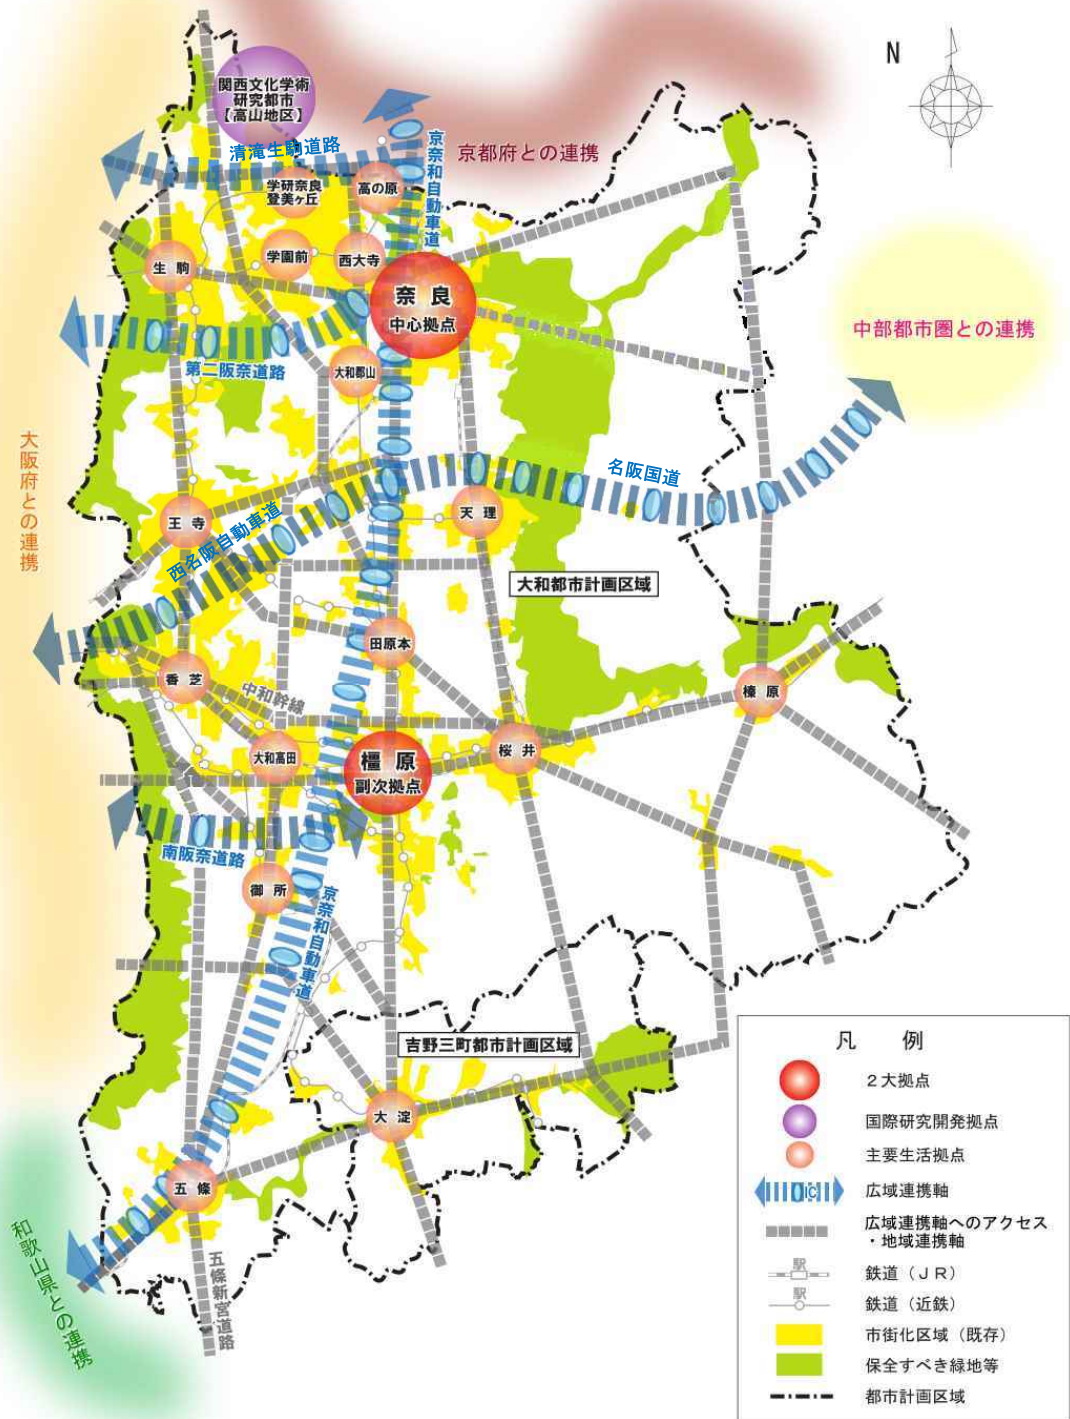 関西文化学術
研究都市
【高山地区】
N
清滝生駒道路
京奈和自動車道
京都府との連携
学研奈良
登美ヶ丘
高の原
学園前
西大寺
生駒
奈良
中心拠点
中部都市圏との連携
第二阪奈道路
大和郡山
大阪府との連携
名阪国道
王寺
天理
西名阪自動車道
大和都市計画区域
田原本
香芝
中和幹線
榛原
大和高田
橿原
副次拠点
桜井
南阪奈道路
御所
京奈和自動車道
吉野三町都市計画区域
大淀
五條
和歌山県との連携
五條新宮道路
凡例
2大拠点
国際研究開発拠点
主要生活拠点
IC
広域連携軸
広域連携軸へのアクセス
・地域連携軸
駅
鉄道（JR）
駅
鉄道（近鉄）
市街化区域（既存）
保全すべき緑地等
都市計画区域